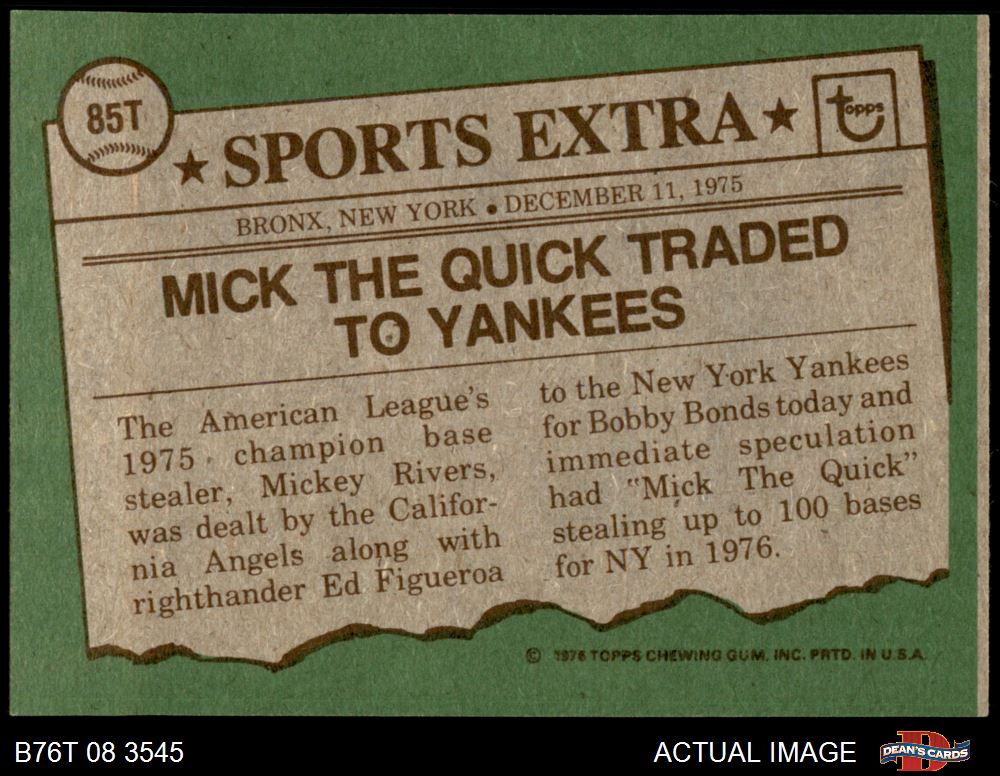 85T
★ SPORTS EXTRA ★
topps
BRONX, NEW YORK • DECEMBER 11, 1975
MICK THE QUICK TRADED
TO YANKEES
The American League's
1975 champion base
stealer, Mickey Rivers,
was dealt by the Califor-
nia Angels along with
righthander Ed Figueroa
to the New York Yankees
for Bobby Bonds today and
immediate speculation
had "Mick The Quick"
stealing up to 100 bases
for NY in 1976.
© 1976 TOPPS CHEWING GUM, INC. PRTD. IN U.S.A.
B76T 08 3545
ACTUAL IMAGE
DEAN'S CARDS